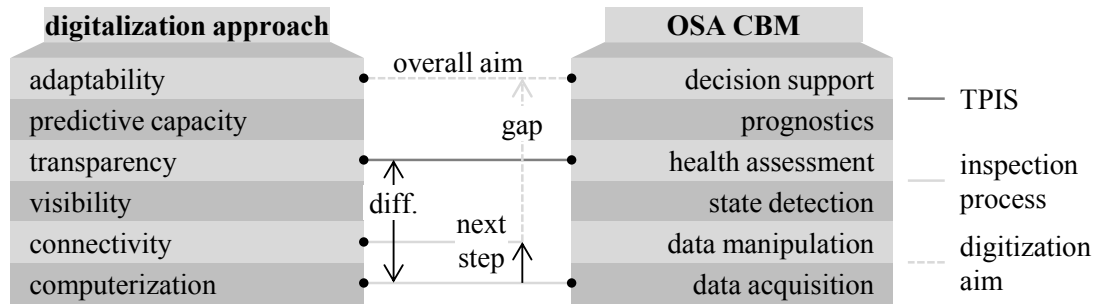 digitalization approach
OSA CBM
adaptability
overall aim
decision support
predictive capacity
gap
prognostics
transparency
health assessment
visibility
diff.
state detection
connectivity
next
step
data manipulation
computerization
data acquisition
TPIS
inspection
process
digitization
aim